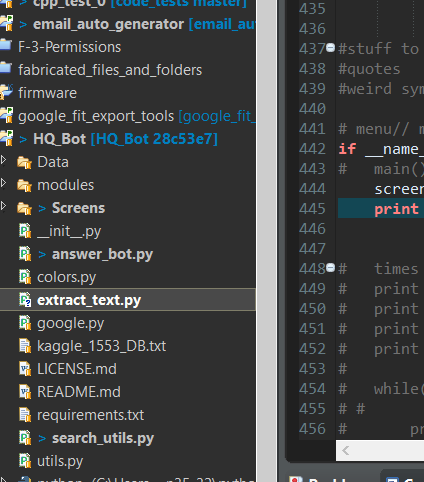 > cpp_test_0 [code_tests master]
> email_auto_generator [email_aut
F-3-Permissions
fabricated_files_and_folders
firmware
google_fit_export_tools [google_fit_
> HQ_Bot [HQ_Bot 28c53e7]
Data
modules
> Screens
__init__.py
> answer_bot.py
colors.py
extract_text.py
google.py
kaggle_1553_DB.txt
LICENSE.md
README.md
requirements.txt
> search_utils.py
utils.py
435
436
437 #stuff to
438 #quotes
439 #weird sym
440
441 # menu// m
442 if __name_
443 # main()
444 screen
445 print
446
447
448 # times
449 # print
450 # print
451 # print
452 # print
453 #
454 # while(
455 # #
456 # pr